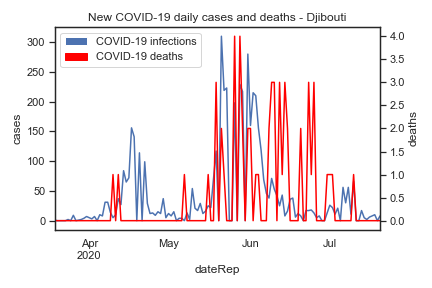 New COVID-19 daily cases and deaths - Djibouti
COVID-19 infections
COVID-19 deaths
300
250
200
150
100
50
0
cases
4.0
3.5
3.0
2.5
2.0
1.5
1.0
0.5
0.0
deaths
Apr May Jun Jul
2020
dateRep